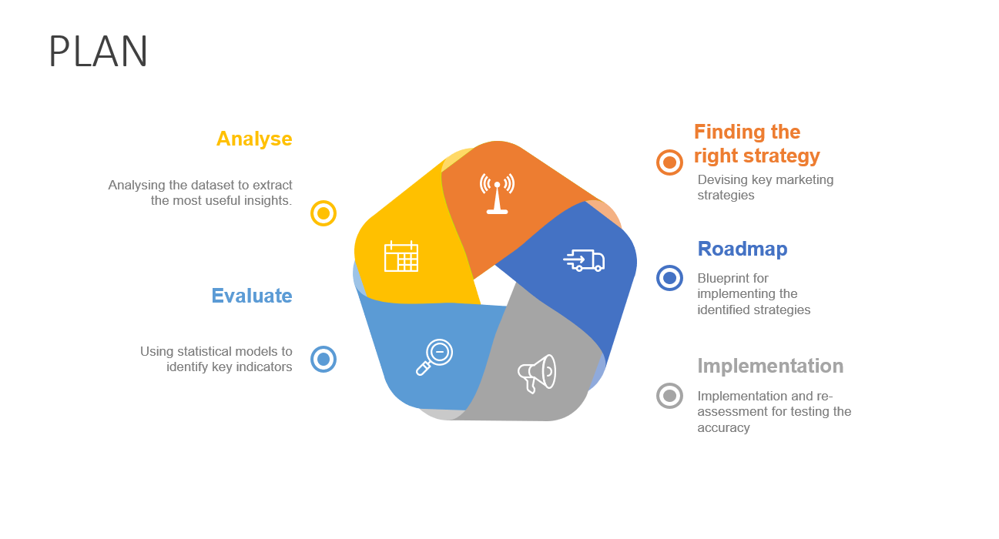 PLAN
Analyse
Analysing the dataset to extract
the most useful insights.
Evaluate
Using statistical models to
identify key indicators
Finding the
right strategy
Devising key marketing
strategies
Roadmap
Blueprint for
implementing the
identified strategies
Implementation
Implementation and re-
assessment for testing the
accuracy